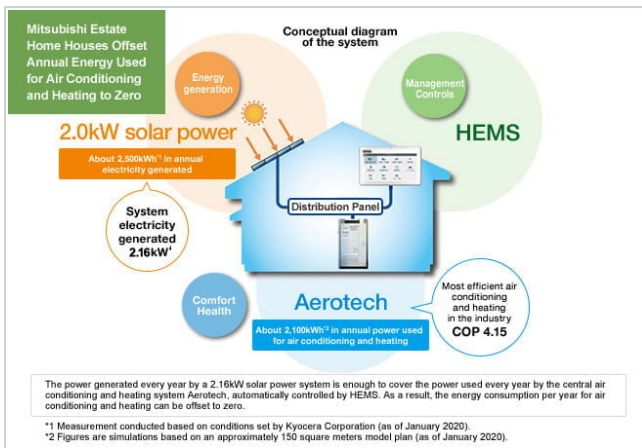 Mitsubishi Estate
Home Houses Offset
Annual Energy Used
for Air Conditioning
and Heating to Zero
Conceptual diagram
of the system
Energy
generation
Management
Controls
2.0kW solar power
HEMS
About 2,500kWh*1 in annual
electricity generated
Distribution Panel
System
electricity
generated
2.16kW
Comfort
Health
Aerotech
About 2,100kWh*2 in annual power used
for air conditioning and heating
Most efficient air
conditioning
and heating
in the industry
COP 4.15
The power generated every year by a 2.16kW solar power system is enough to cover the power used every year by the central air
conditioning and heating system Aerotech, automatically controlled by HEMS. As a result, the energy consumption per year for air
conditioning and heating can be offset to zero.
*1 Measurement conducted based on conditions set by Kyocera Corporation (as of January 2020).
*2 Figures are simulations based on an approximately 150 square meters model plan (as of January 2020).